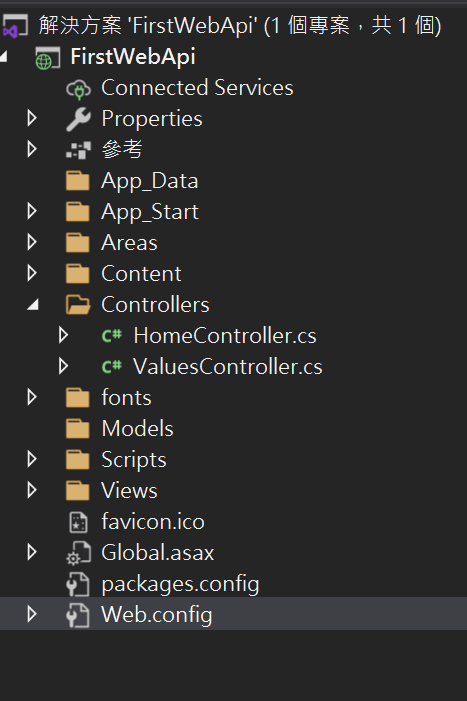 解決方案 'FirstWebApi' (1 個專案，共 1 個)
FirstWebApi
Connected Services
Properties
參考
App_Data
App_Start
Areas
Content
Controllers
C# HomeController.cs
C# ValuesController.cs
fonts
Models
Scripts
Views
favicon.ico
Global.asax
packages.config
Web.config